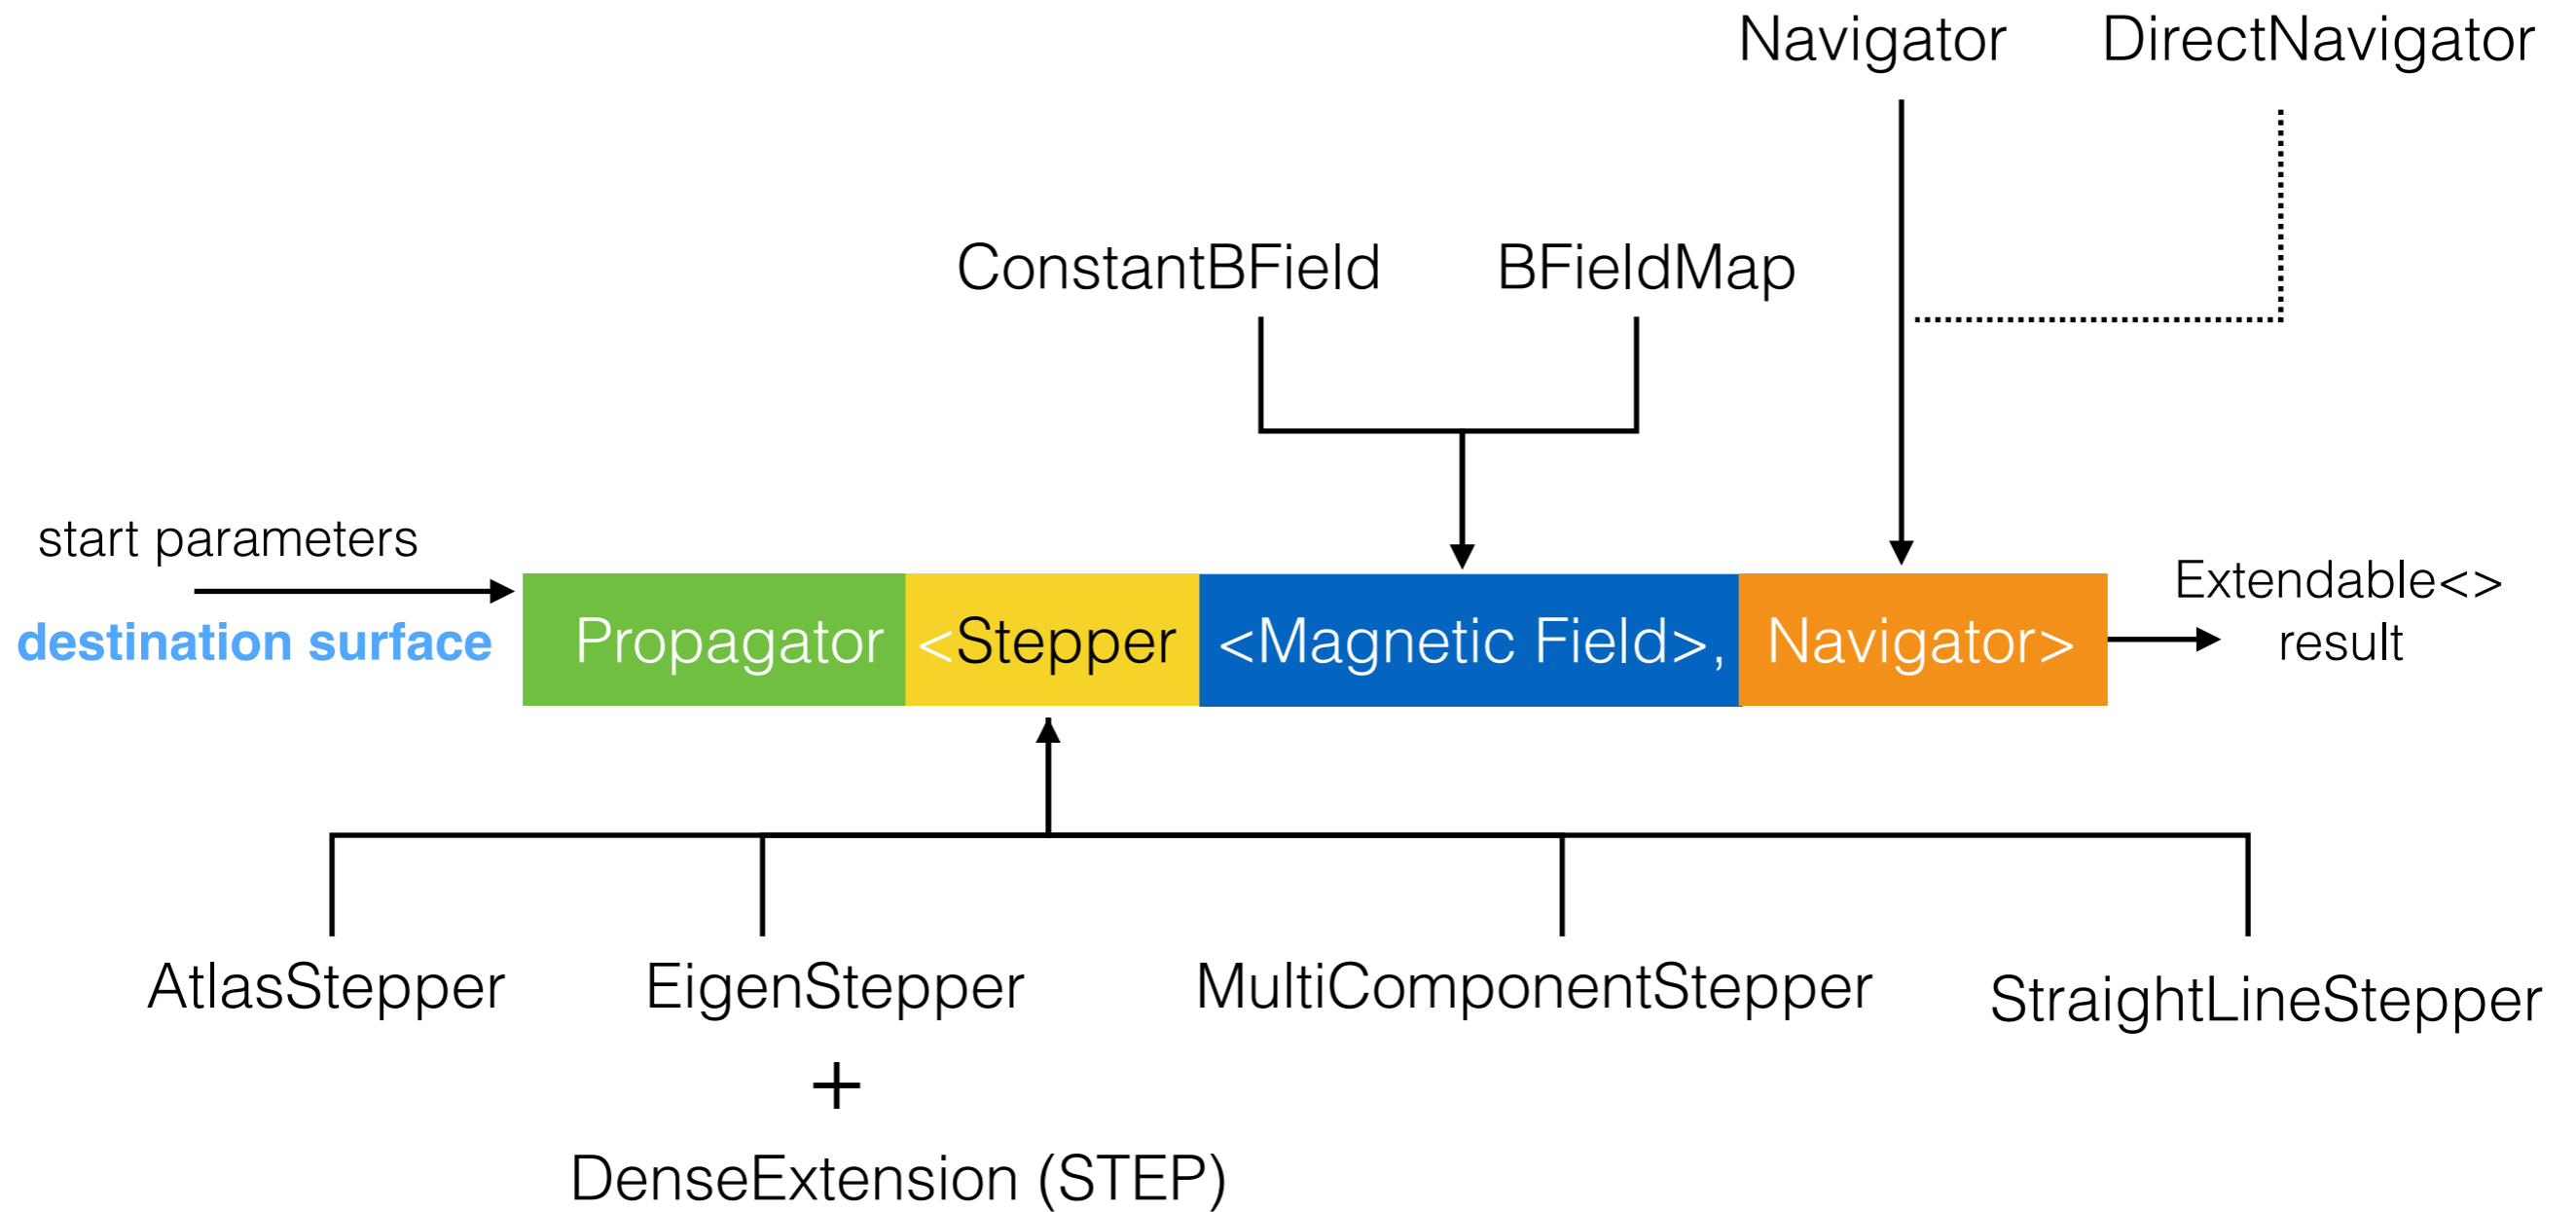 Navigator DirectNavigator
ConstantBField BFieldMap
start parameters
destination surface
Propagator <Stepper <Magnetic Field>, Navigator>
Extendable<>
result
AtlasStepper EigenStepper MultiComponentStepper StraightLineStepper
+
DenseExtension (STEP)